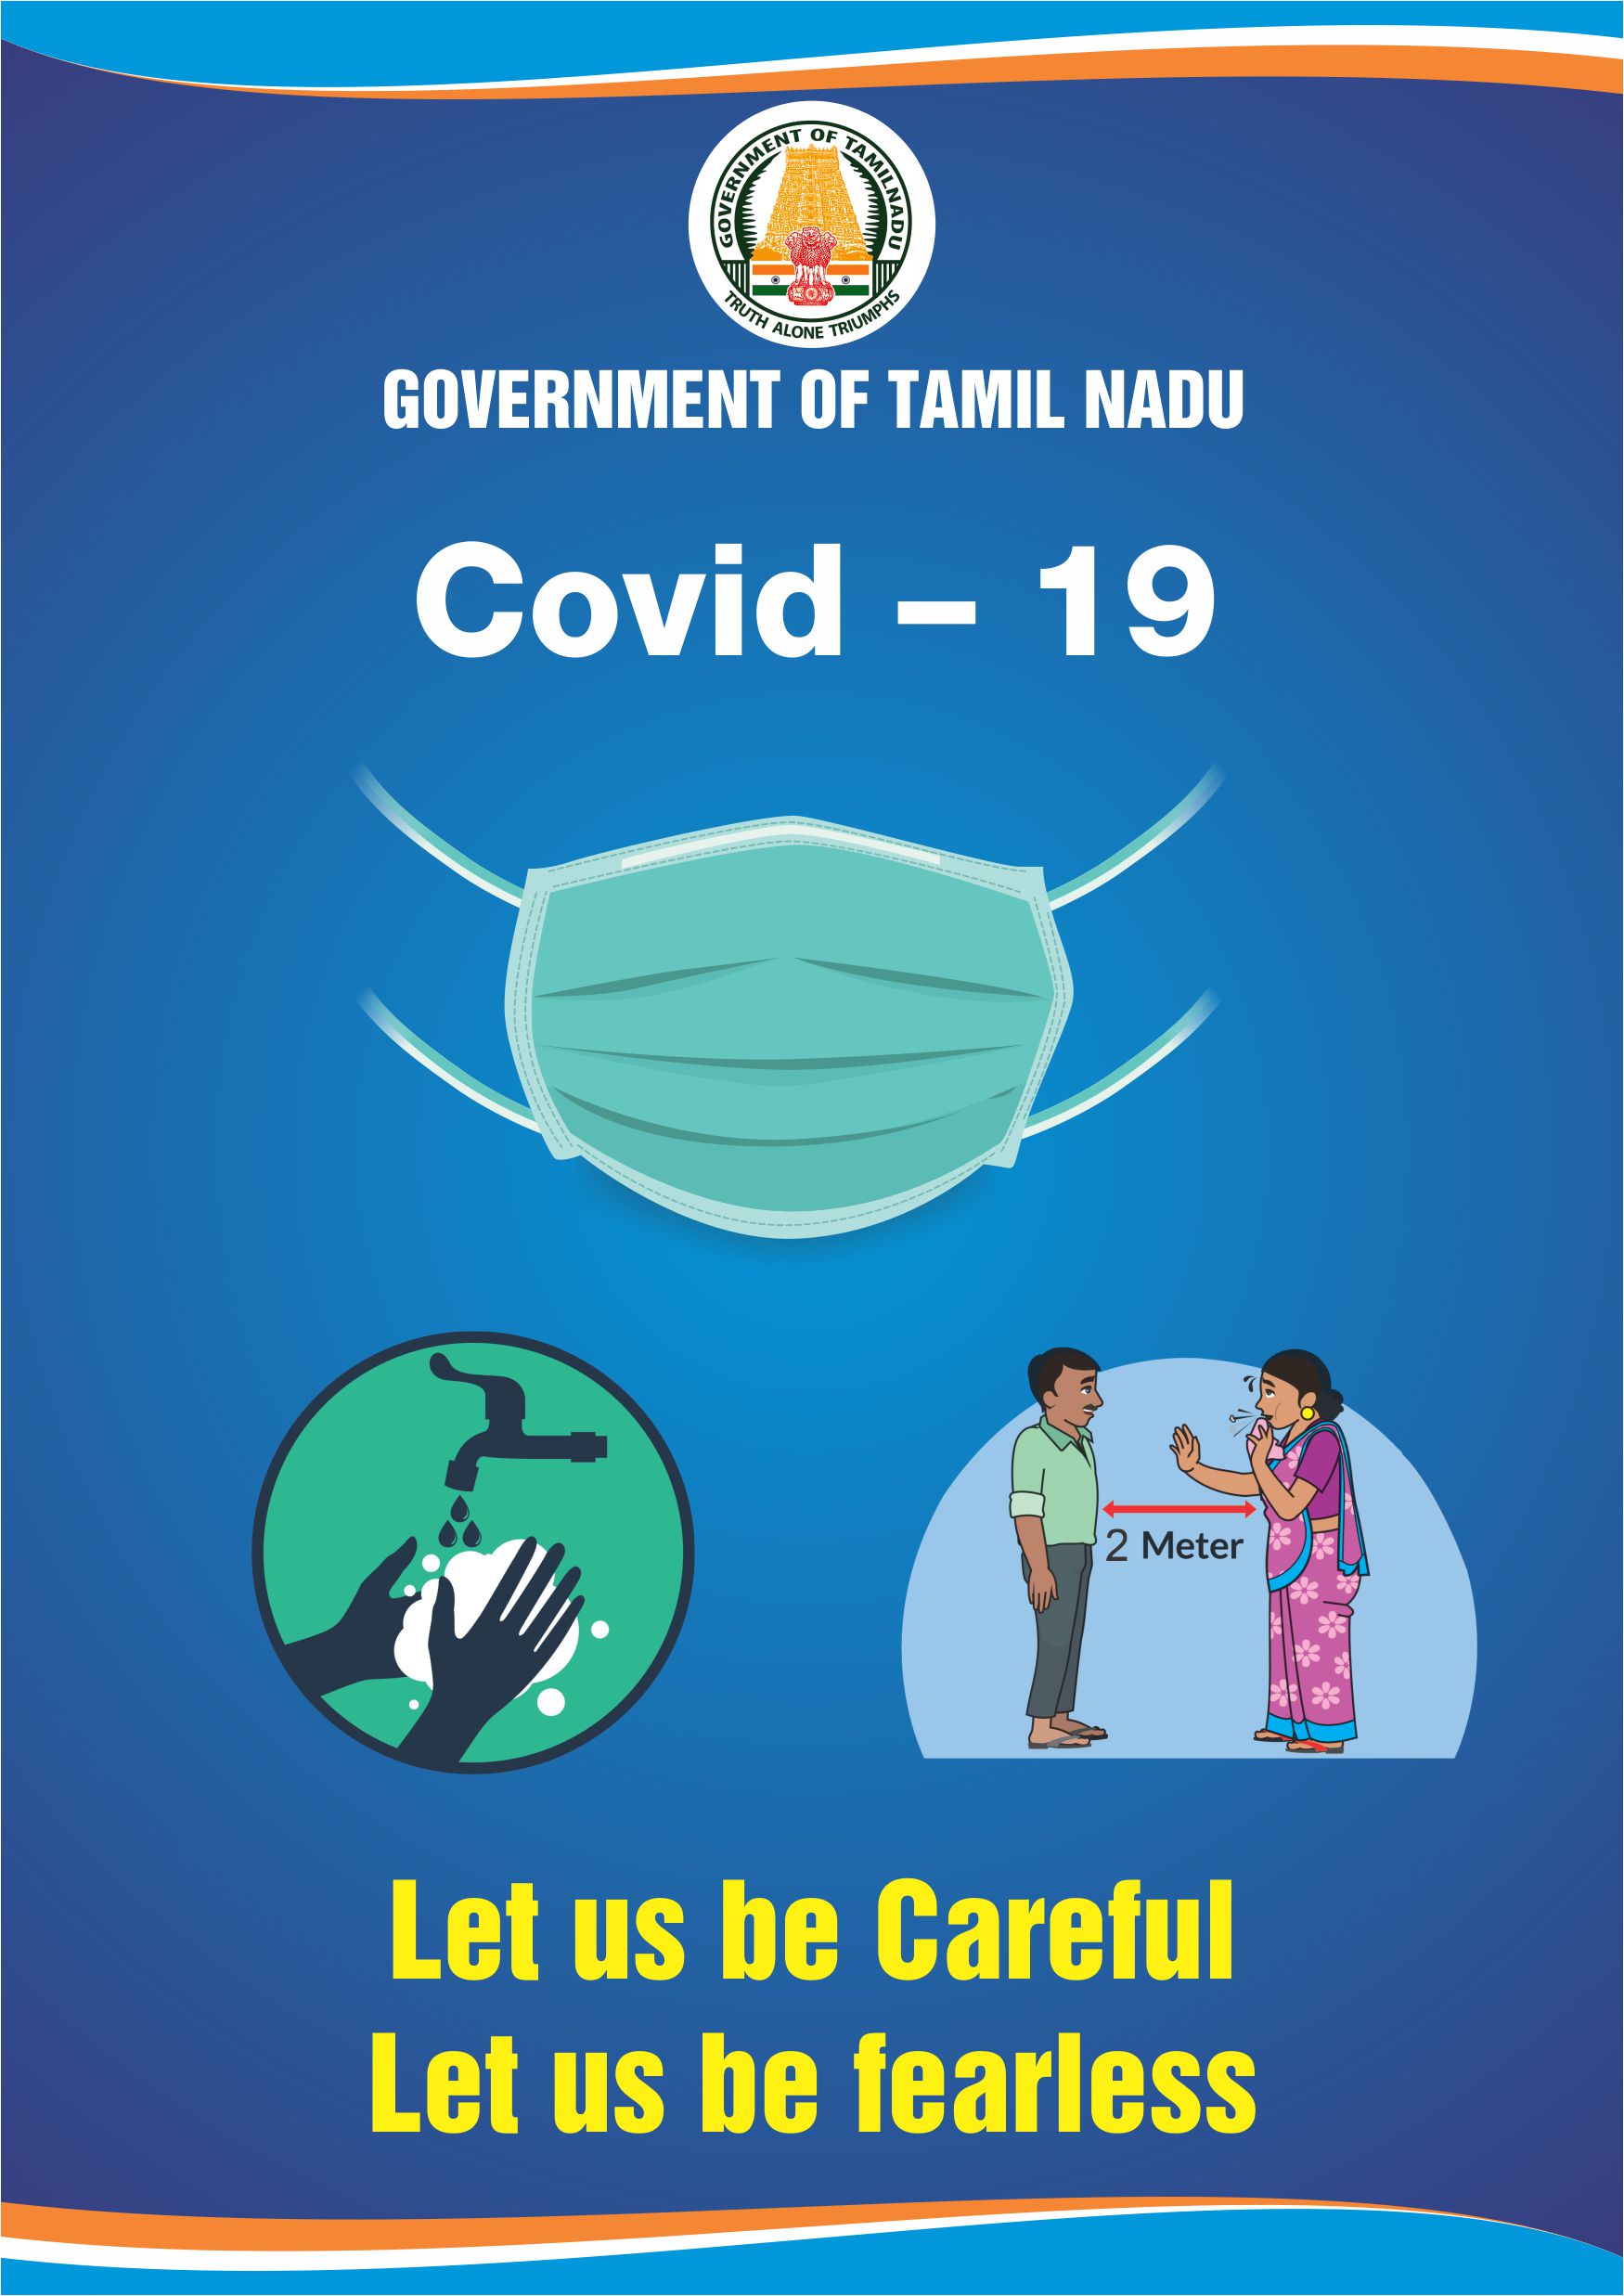 GOVERNMENT OF TAMILNADU
TRUTH ALONE TRIUMPHS
GOVERNMENT OF TAMIL NADU
Covid – 19
2 Meter
Let us be Careful
Let us be fearless